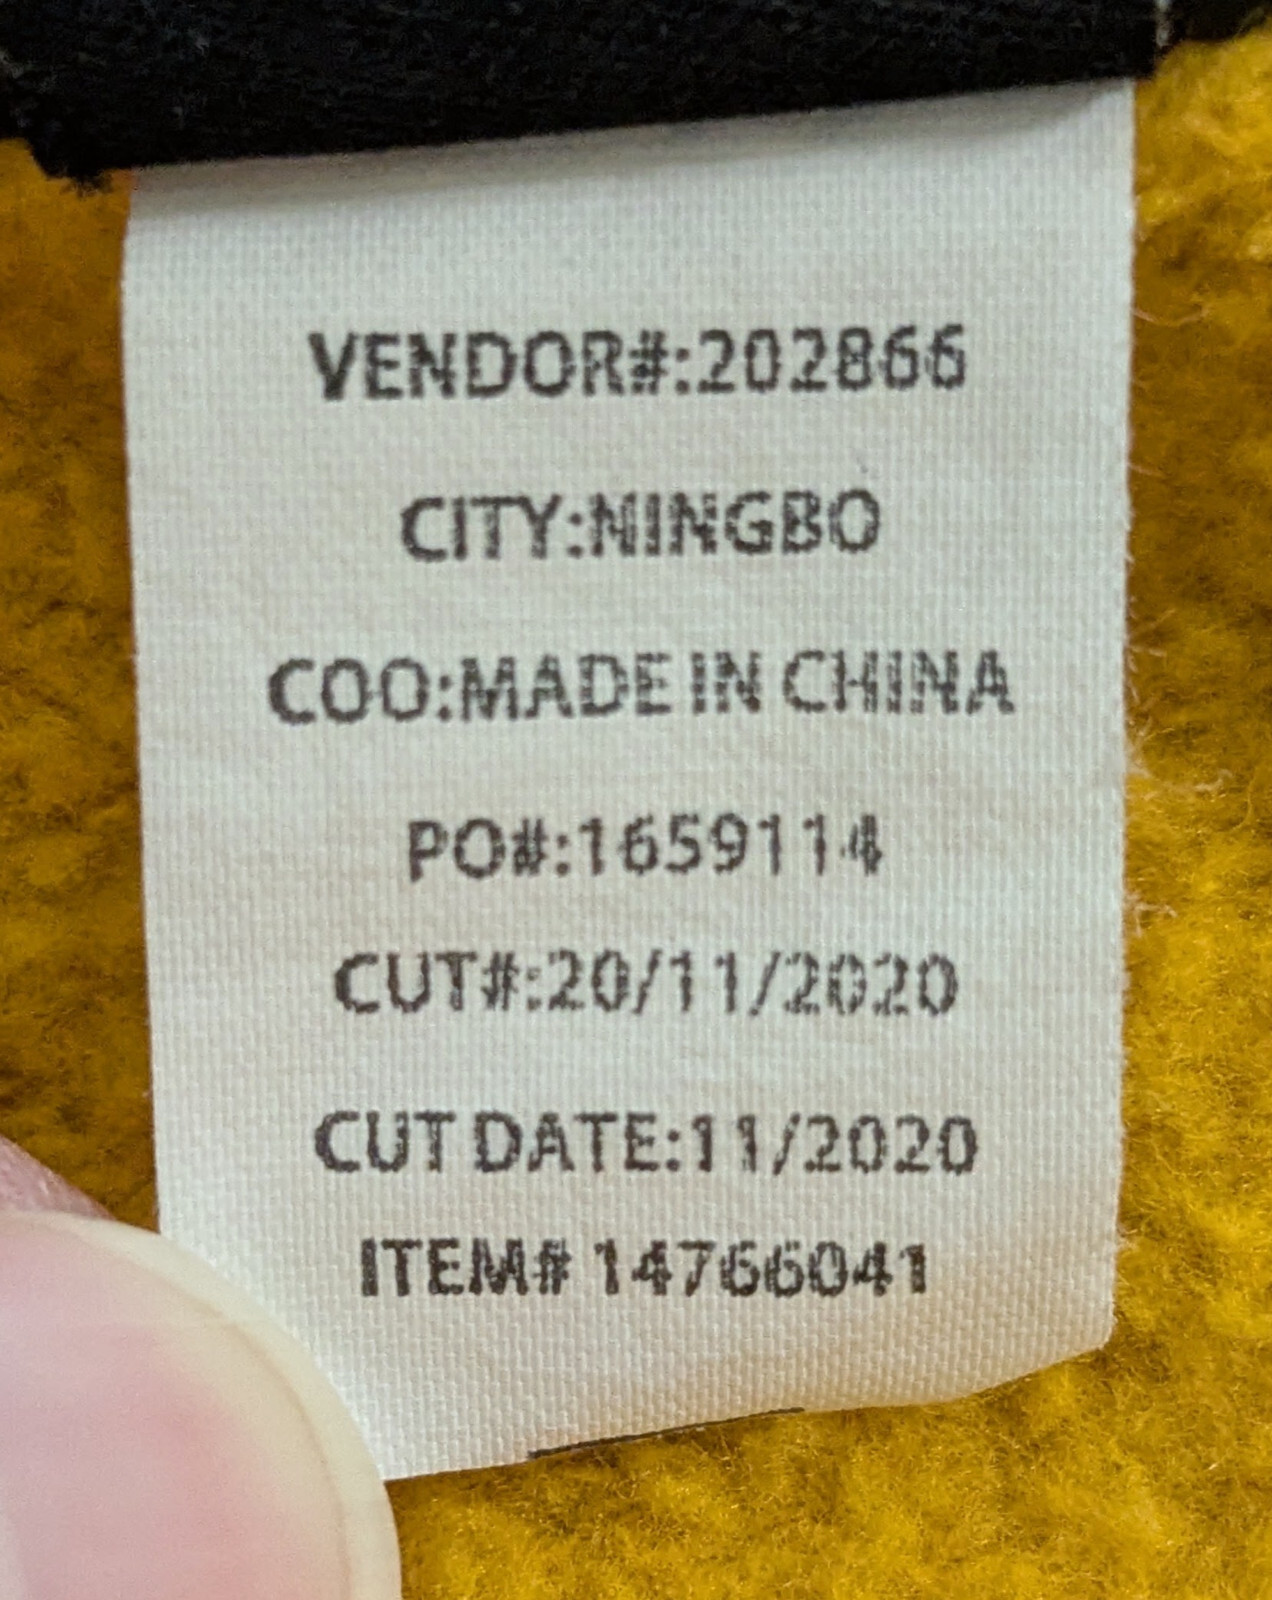 VENDOR#:202866
CITY:NINGBO
COO:MADE IN CHINA
PO#:1659114
CUT#:20/11/2020
CUT DATE:11/2020
ITEM# 14766041